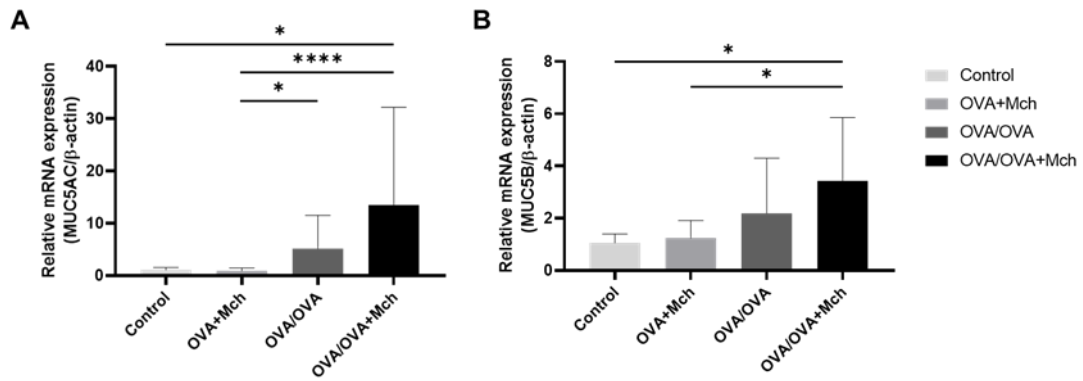 A
Relative mRNA expression
(MUC5AC/β-actin)
40
30
20
10
0
*
****
*
Control
OVA+Mch
OVA/OVA
OVA/OVA+Mch
B
Relative mRNA expression
(MUC5B/β-actin)
8
6
4
2
0
*
*
Control
OVA+Mch
OVA/OVA
OVA/OVA+Mch
Control
OVA+Mch
OVA/OVA
OVA/OVA+Mch